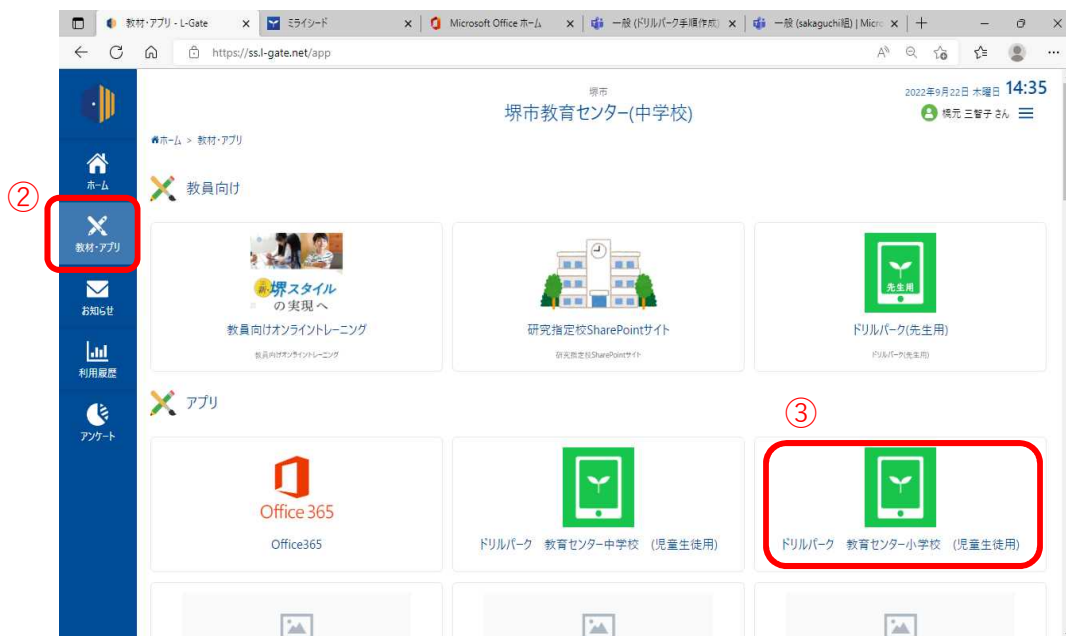 教材･アプリ - L-Gate
ミライシード
Microsoft Office ホーム
一般 (ドリルパーク手順作成)
一般 (sakaguchi組) | Micro
https://ss.l-gate.net/app
堺市
堺市教育センター(中学校)
2022年9月22日 木曜日 14:35
橋元 三智子 さん
ホーム > 教材･アプリ
ホーム
②
教材･アプリ
お知らせ
利用履歴
アンケート
教員向け
新・堺スタイル
の実現へ
教員向けオンライントレーニング
教員向けオンライントレーニング
研究指定校SharePointサイト
研究指定校SharePointサイト
先生用
ドリルパーク(先生用)
ドリルパーク(先生用)
アプリ
③
Office 365
Office365
ドリルパーク 教育センター中学校 (児童生徒用)
ドリルパーク 教育センター小学校 (児童生徒用)